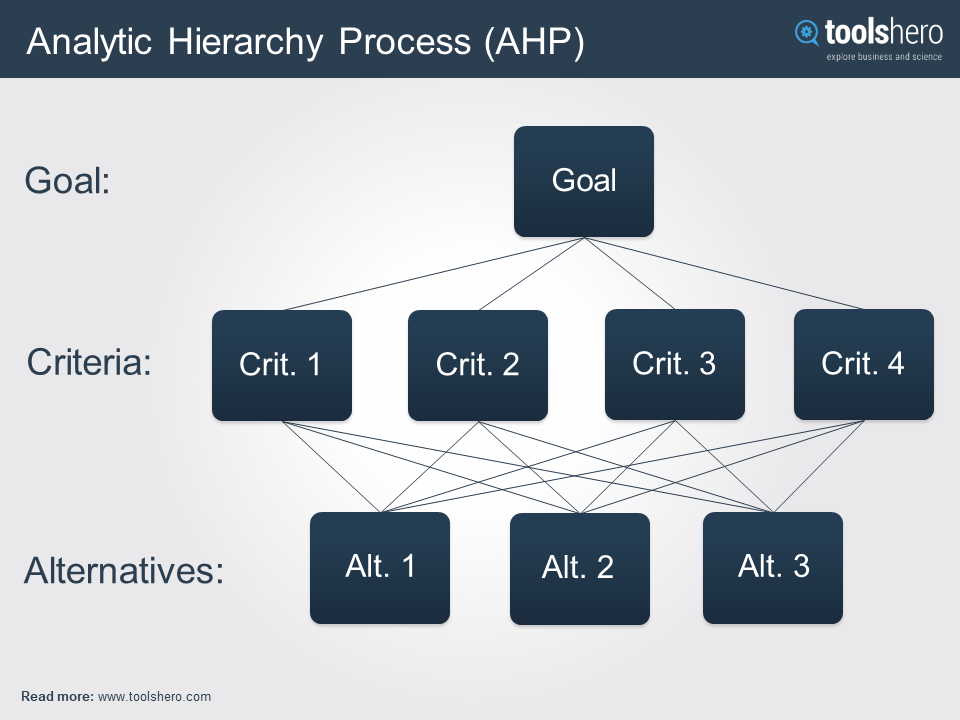 Analytic Hierarchy Process (AHP)
toolshero
explore business and science
Goal:
Goal
Criteria:
Crit. 1
Crit. 2
Crit. 3
Crit. 4
Alternatives:
Alt. 1
Alt. 2
Alt. 3
Read more: www.toolshero.com